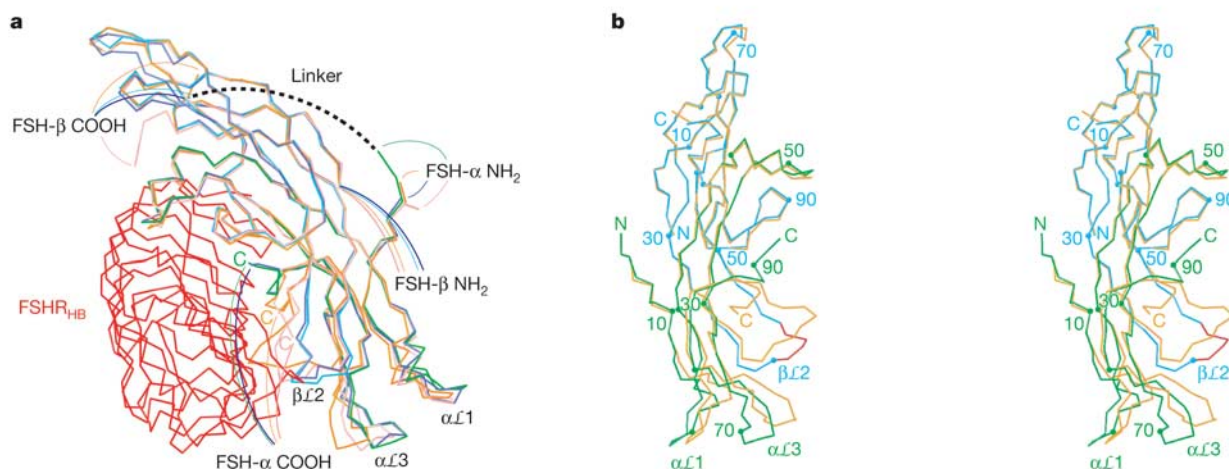 a
Linker
FSH-β COOH
FSH-α NH2
FSH-β NH2
FSHRHB
C
C
C
βL2
αL1
αL3
FSH-α COOH
b
70
C
10
50
90
N
30
N
C
50
90
30
10
C
βL2
70
αL3
αL1
70
C
10
50
90
N
30
N
C
50
90
30
10
C
βL2
70
αL3
αL1